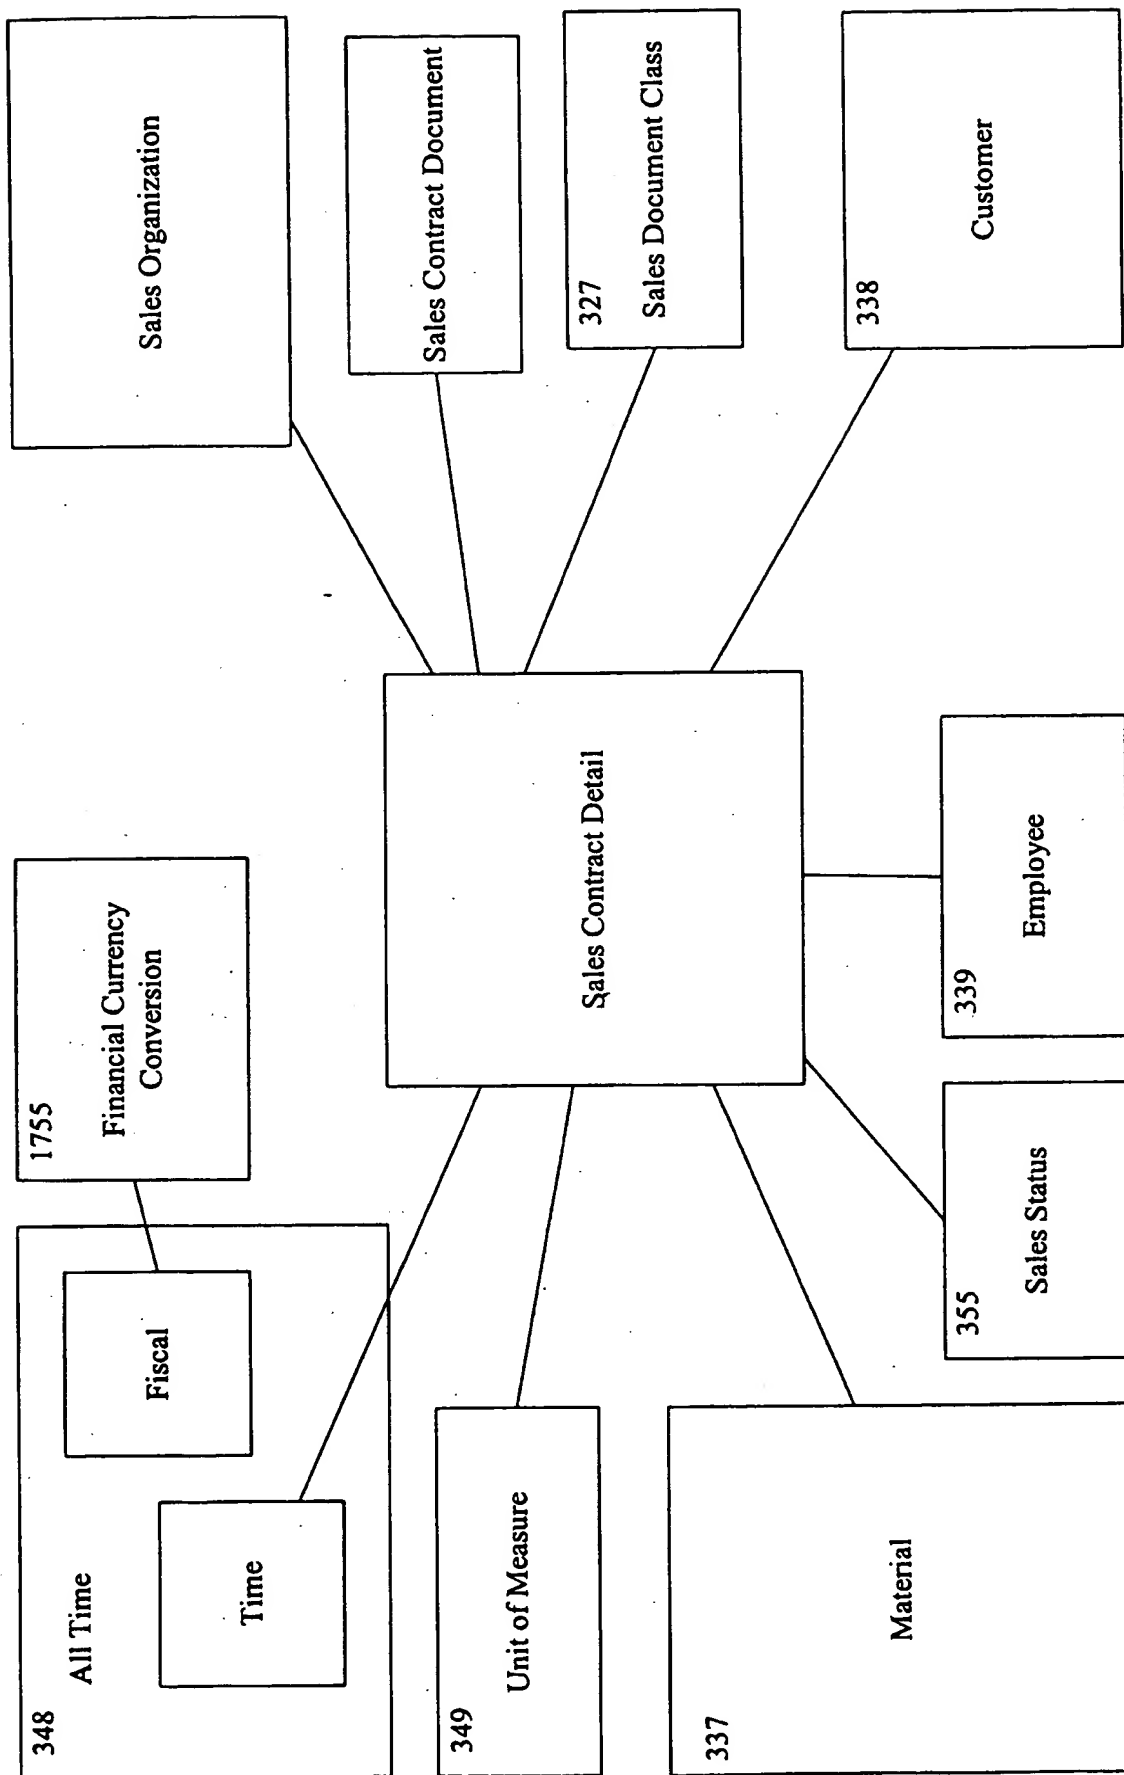 348
All Time
Fiscal
Time
1755
Financial Currency
Conversion
Sales Organization
349
Unit of Measure
Sales Contract Detail
Sales Contract Document
327
Sales Document Class
337
Material
355
Sales Status
339
Employee
338
Customer